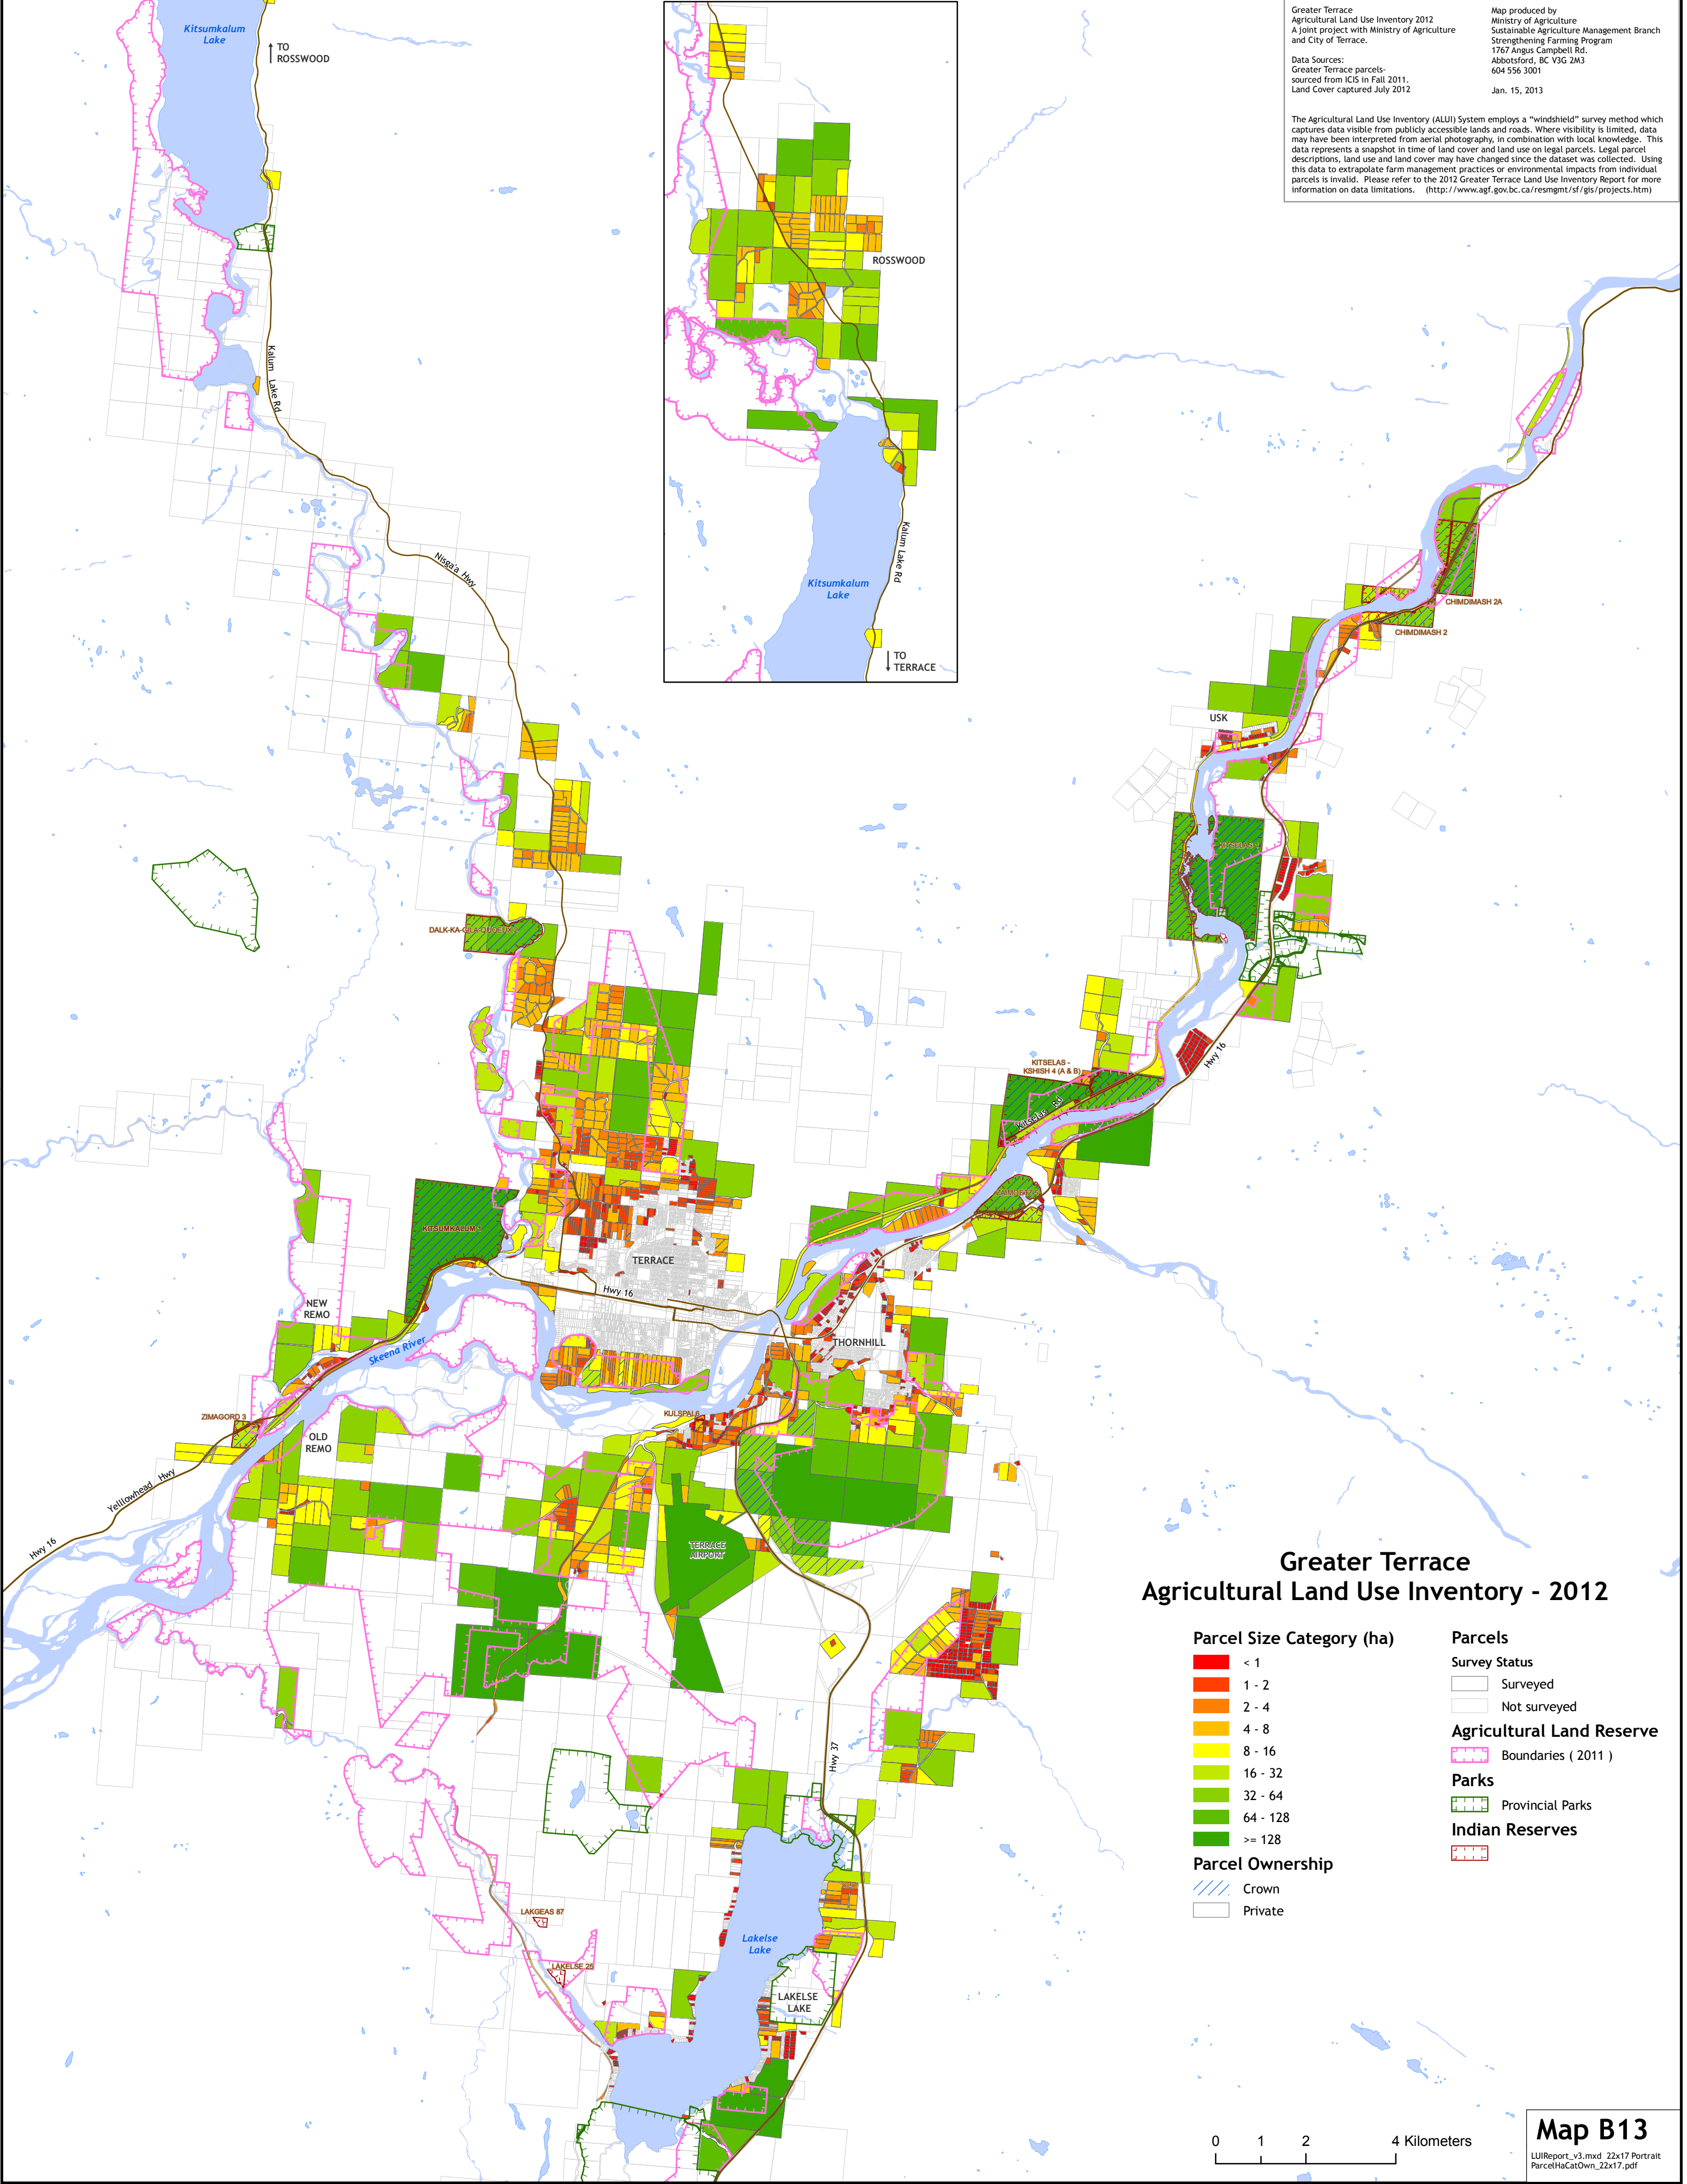 Greater Terrace
Agricultural Land Use Inventory 2012
A joint project with Ministry of Agriculture
and City of Terrace.
Data Sources:
Greater Terrace parcels-
sourced from ICIS in Fall 2011.
Land Cover captured July 2012
Map produced by
Ministry of Agriculture
Sustainable Agriculture Management Branch
Strengthening Farming Program
1767 Angus Campbell Rd.
Abbotsford, BC V3G 2M3
604 556 3001
Jan. 15, 2013
The Agricultural Land Use Inventory (ALUI) System employs a “windshield” survey method which
captures data visible from publicly accessible lands and roads. Where visibility is limited, data
may have been interpreted from aerial photography, in combination with local knowledge. This
data represents a snapshot in time of land cover and land use on legal parcels. Legal parcel
descriptions, land use and land cover may have changed since the dataset was collected. Using
this data to extrapolate farm management practices or environmental impacts from individual
parcels is invalid. Please refer to the 2012 Greater Terrace Land Use Inventory Report for more
information on data limitations. (http://www.agf.gov.bc.ca/resmgmt/sf/gis/projects.htm)
Kitsumkalum
Lake
TO
ROSSWOOD
Kalum Lake Rd
Nisga'a Hwy
ROSSWOOD
Kalum Lake Rd
Kitsumkalum
Lake
TO
TERRACE
CHIMDIMASH 2A
CHIMDIMASH 2
USK
KITSELAS 1
KITSELAS -
KSHISH 4 (A & B)
Kitselas Rd
Hwy 16
KITSUMKALUM 1
TERRACE
Hwy 16
NEW
REMO
Skeena River
THORNHILL
ZIMAGORD 3
KULSPAI 6
OLD
REMO
Yelllowhead Hwy
Hwy 16
TERRACE
AIRPORT
Hwy 37
LAKGEAS 87
LAKELSE 25
Lakelse
Lake
LAKELSE
LAKE
Greater Terrace
Agricultural Land Use Inventory - 2012
Parcel Size Category (ha)
< 1
1 - 2
2 - 4
4 - 8
8 - 16
16 - 32
32 - 64
64 - 128
>= 128
Parcel Ownership
Crown
Private
Parcels
Survey Status
Surveyed
Not surveyed
Agricultural Land Reserve
Boundaries ( 2011 )
Parks
Provincial Parks
Indian Reserves
0 1 2 4 Kilometers
Map B13
LUIReport_v3.mxd 22x17 Portrait
ParcelHaCatOwn_22x17.pdf